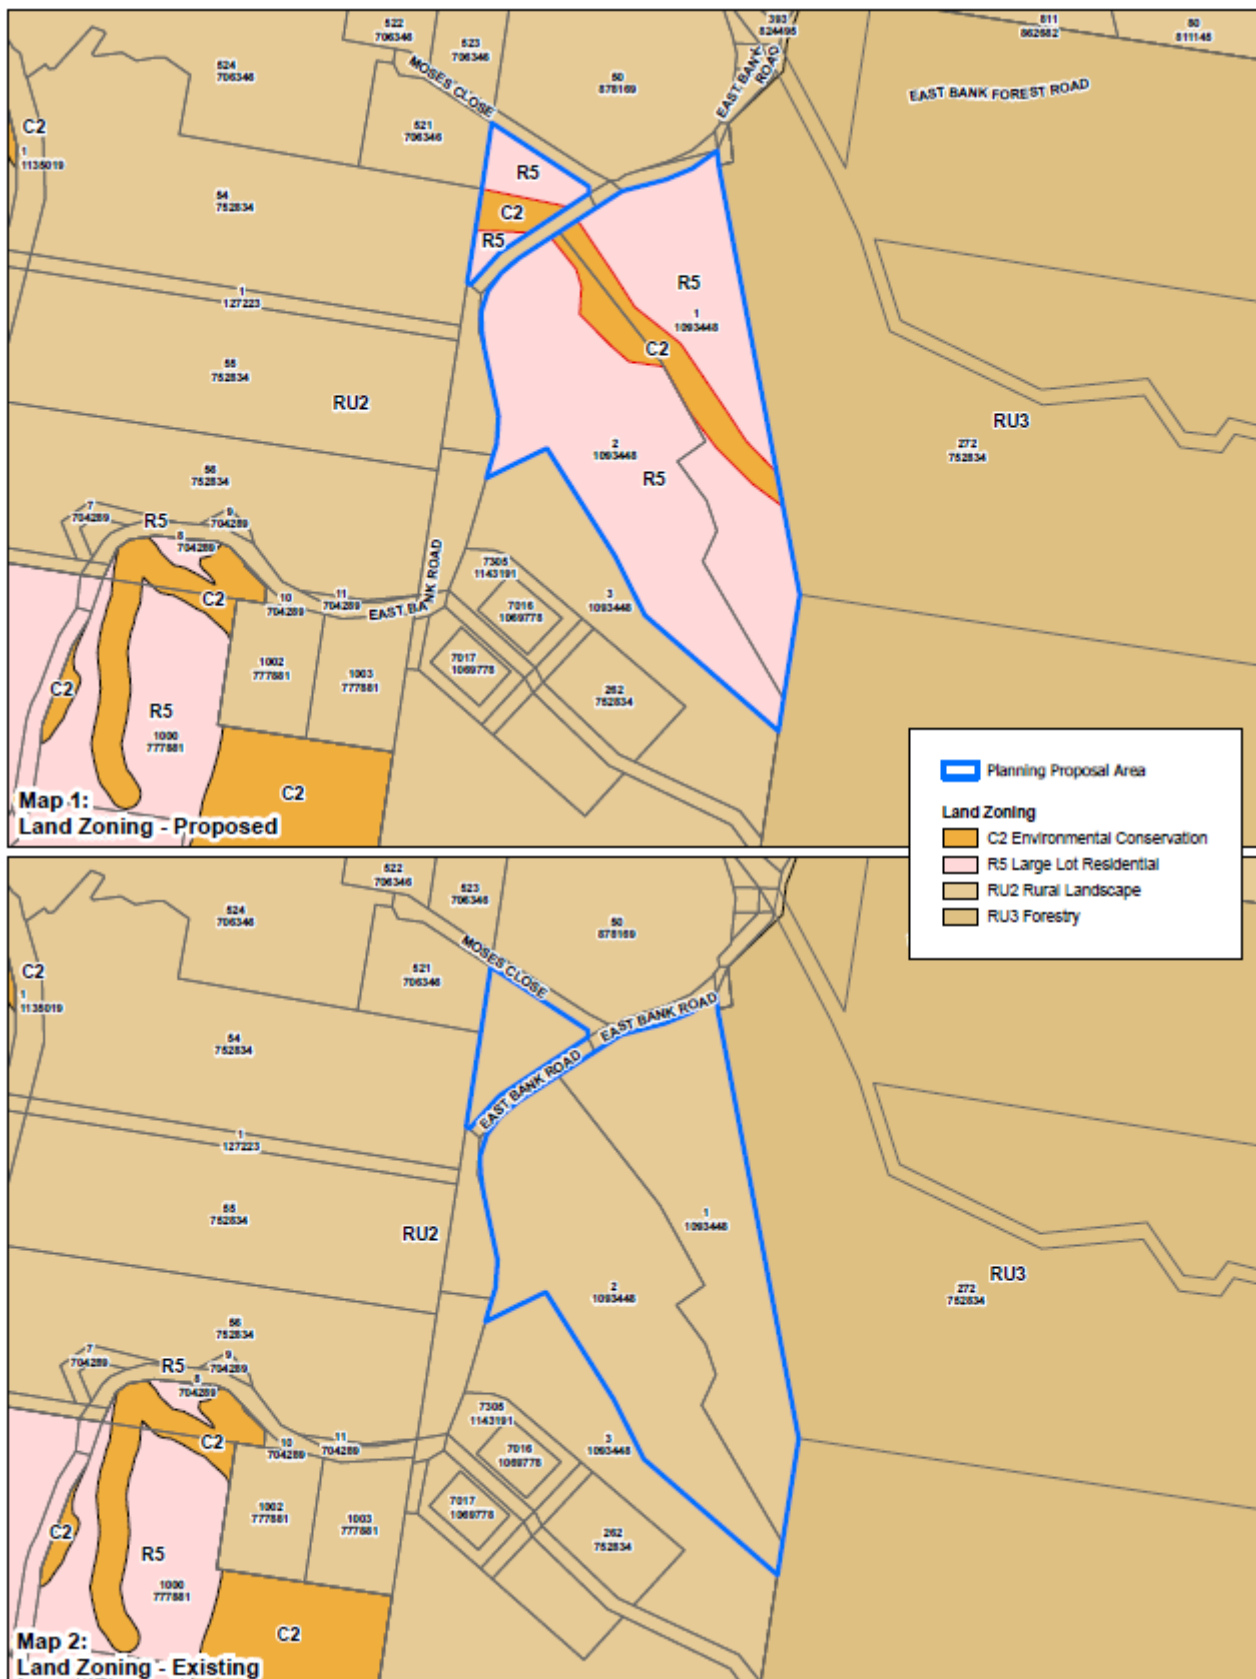 522
706346
523
706346
393
824495
811
862682
50
811145
524
706346
MOSES CLOSE
50
878169
EAST BANK
ROAD
EAST BANK FOREST ROAD
C2
1
1135019
521
706346
R5
54
752834
C2
R5
R5
1
127223
1
1093448
C2
55
752834
RU2
RU3
272
752834
2
1093448
R5
56
752834
7
704289
R5
9
704289
8
704289
EAST BANK ROAD
7305
1143191
C2
10
704289
11
704289
EAST BANK ROAD
7016
1069778
3
1093448
1002
777881
1003
777881
7017
1069778
C2
262
752834
R5
1000
777881
C2
Map 1:
Land Zoning - Proposed
Planning Proposal Area
Land Zoning
C2 Environmental Conservation
R5 Large Lot Residential
RU2 Rural Landscape
RU3 Forestry
522
706346
523
706346
524
706346
50
878169
MOSES CLOSE
C2
1
1135019
521
706346
EAST BANK ROAD
54
752834
EAST BANK ROAD
1
127223
55
752834
RU2
1
1093448
RU3
272
752834
2
1093448
56
752834
7
704289
R5
9
704289
8
704289
7305
1143191
C2
10
704289
11
704289
7016
1069778
3
1093448
1002
777881
1003
777881
7017
1069778
C2
262
752834
R5
1000
777881
C2
Map 2:
Land Zoning - Existing